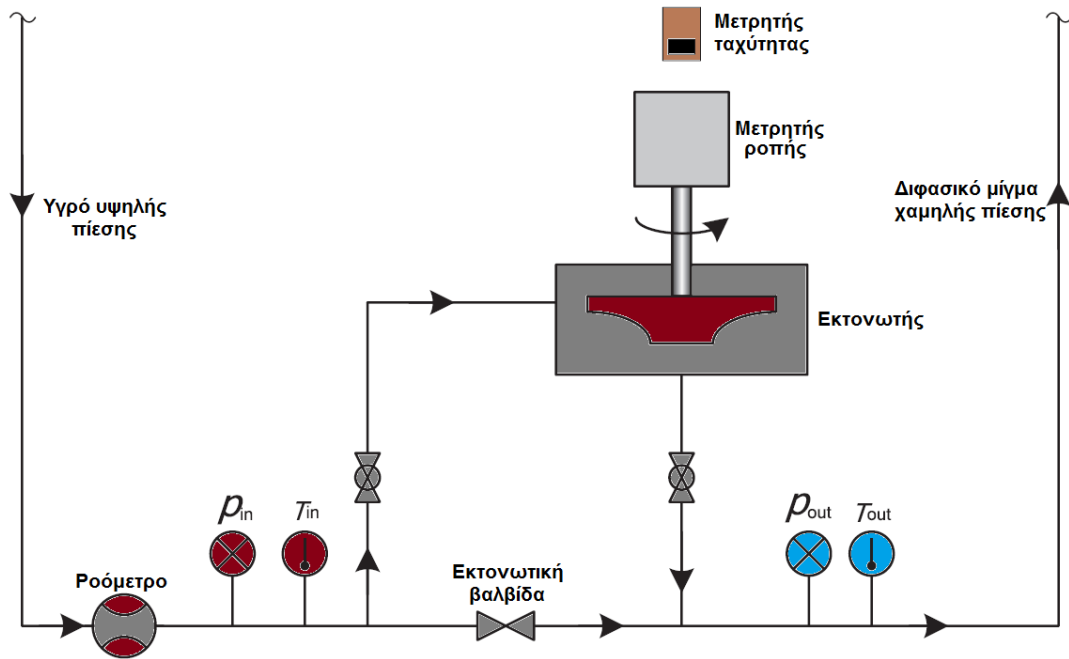 Μετρητής
ταχύτητας
Μετρητής
ροπής
Υγρό υψηλής
πίεσης
Διφασικό μίγμα
χαμηλής πίεσης
Εκτονωτής
pin
Tin
pout
Tout
Ροόμετρο
Εκτονωτική
βαλβίδα